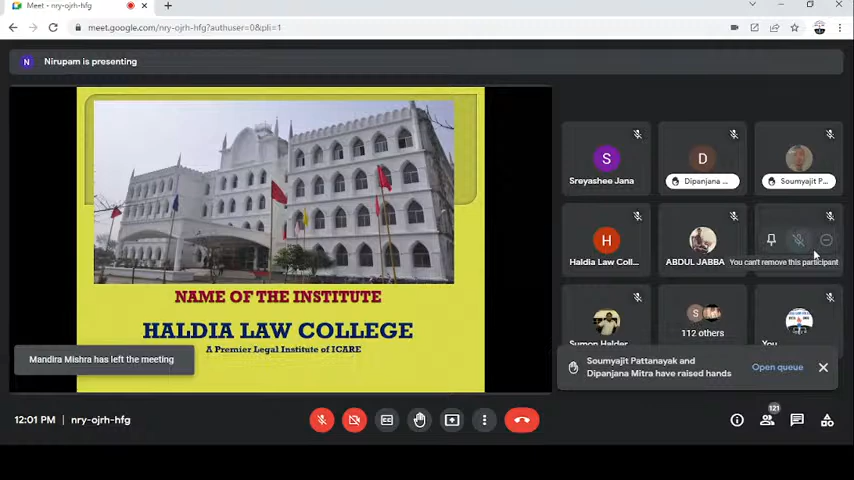 Meet - nry-ojrh-hfg
meet.google.com/nry-ojrh-hfg?authuser=0&pli=1
N
Nirupam is presenting
NAME OF THE INSTITUTE
HALDIA LAW COLLEGE
A Premier Legal Institute of ICARE
Mandira Mishra has left the meeting
S
Sreyashee Jana
D
Dipanjana ...
Soumyajit P...
H
Haldia Law Coll...
ABDUL JABBA
You can't remove this participant
Sumon Halder
S
112 others
You
Soumyajit Pattanayak and
Dipanjana Mitra have raised hands
Open queue
12:01 PM | nry-ojrh-hfg
121